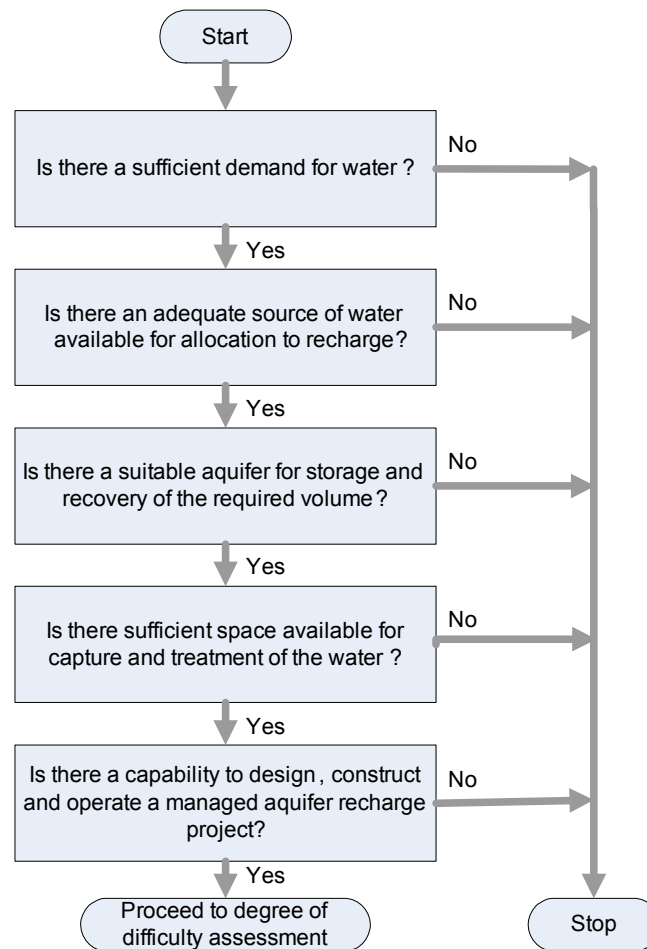 Start
Is there a sufficient demand for water ?
No
Yes
Is there an adequate source of water
available for allocation to recharge?
No
Yes
Is there a suitable aquifer for storage and
recovery of the required volume ?
No
Yes
Is there sufficient space available for
capture and treatment of the water ?
No
Yes
Is there a capability to design , construct
and operate a managed aquifer recharge
project?
No
Yes
Proceed to degree of
difficulty assessment
Stop